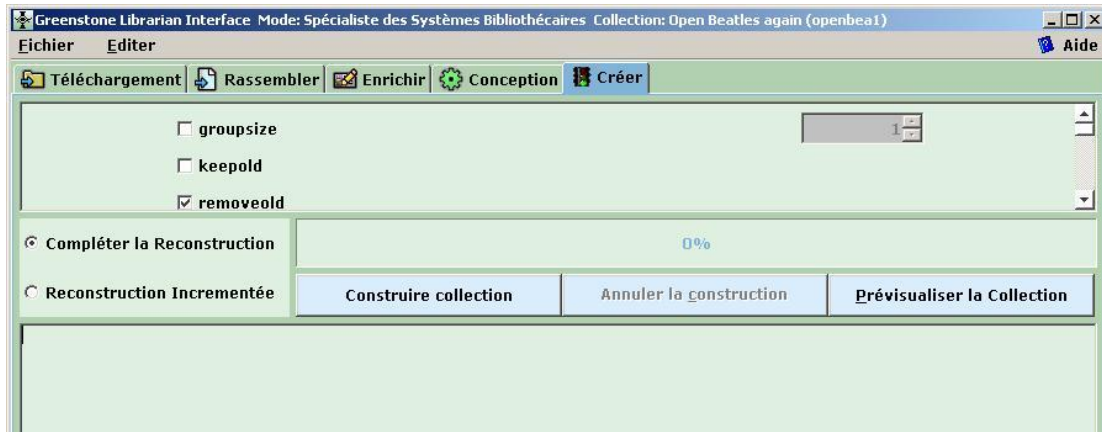 Greenstone Librarian Interface Mode: Spécialiste des Systèmes Bibliothécaires Collection: Open Beatles again (openbea1)
Fichier Editer Aide
Téléchargement Rassembler Enrichir Conception Créer
groupsize 1
keepold
removeold
Compléter la Reconstruction 0%
Reconstruction Incrementée Construire collection Annuler la construction Prévisualiser la Collection